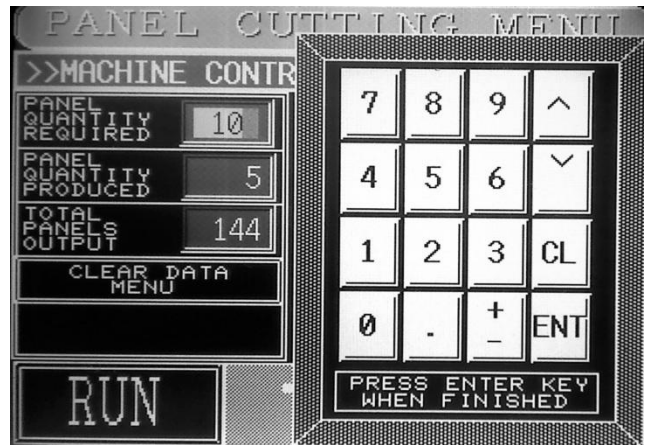 PANEL CUTTING MENU
>>MACHINE CONTR
PANEL
QUANTITY
REQUIRED
10
PANEL
QUANTITY
PRODUCED
5
TOTAL
PANELS
OUTPUT
144
CLEAR DATA
MENU
RUN
7 8 9 ^
4 5 6 ˅
1 2 3 CL
0 . +- ENT
PRESS ENTER KEY
WHEN FINISHED